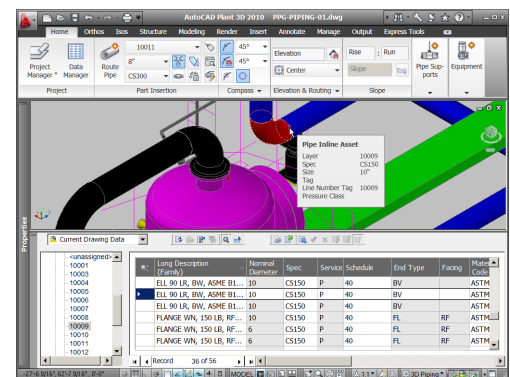 AutoCAD Plant 3D 2010 PPG-PIPING-01.dwg
Home Orthos Isos Structure Modeling Render Insert Annotate Manage Output Express Tools
Project Manager
Data Manager
Route Pipe
10011
8"
CS300
45°
45°
Elevation
Center
Rise : Run
Slope
Pipe Supports
Equipment
Project Part Insertion Compass Elevation & Routing Slope
Pipe Inline Asset
Layer 10009
Spec CS150
Size 10"
Tag
Line Number Tag 10009
Pressure Class
Properties
Current Drawing Data
<unassigned>
10001
10003
10004
10005
10006
10007
10008
10009
10010
10011
10012
Long Description (Family) Nominal Diameter Spec Service Schedule End Type Facing Mate Code
ELL 90 LR, BW, ASME B1... 10 CS150 P 40 BV ASTM
ELL 90 LR, BW, ASME B1... 10 CS150 P 40 BV ASTM
ELL 90 LR, BW, ASME B1... 10 CS150 P 40 BV ASTM
FLANGE WN, 150 LB, RF... 10 CS150 P 40 FL RF ASTM
FLANGE WN, 150 LB, RF... 6 CS150 P 40 FL RF ASTM
FLANGE WN, 150 LB, RF... 6 CS150 P 40 FL RF ASTM
Record 36 of 56
MODEL
1:1
3D Piping